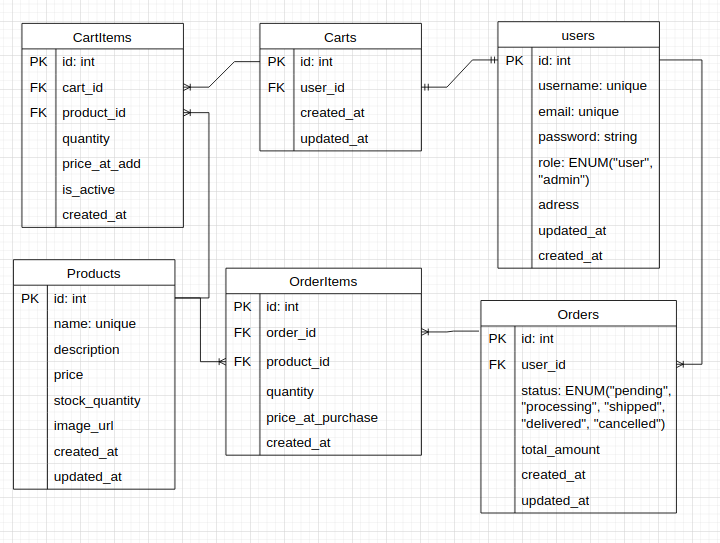 CartItems
PK id: int
FK cart_id
FK product_id
quantity
price_at_add
is_active
created_at
Carts
PK id: int
FK user_id
created_at
updated_at
users
PK id: int
username: unique
email: unique
password: string
role: ENUM("user",
"admin")
adress
updated_at
created_at
Products
PK id: int
name: unique
description
price
stock_quantity
image_url
created_at
updated_at
OrderItems
PK id: int
FK order_id
FK product_id
quantity
price_at_purchase
created_at
Orders
PK id: int
FK user_id
status: ENUM("pending",
"processing", "shipped",
"delivered", "cancelled")
total_amount
created_at
updated_at